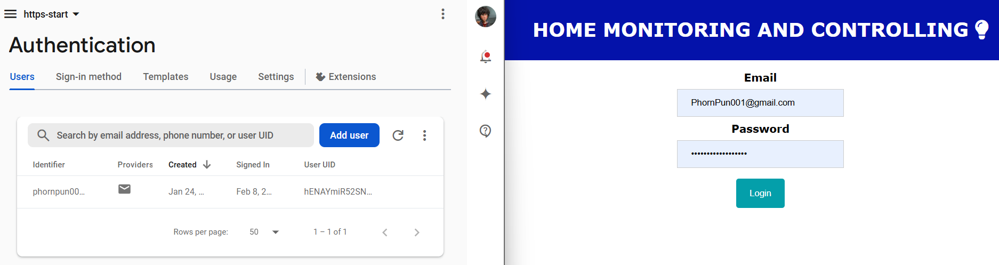 https-start
Authentication
Users Sign-in method Templates Usage Settings Extensions
Search by email address, phone number, or user UID Add user
Identifier Providers Created Signed In User UID
phornpun00... Jan 24, ... Feb 8, 2... hENAYmiR52SN...
Rows per page: 50 1 – 1 of 1
HOME MONITORING AND CONTROLLING
Email
PhornPun001@gmail.com
Password
••••••••••••••••••
Login